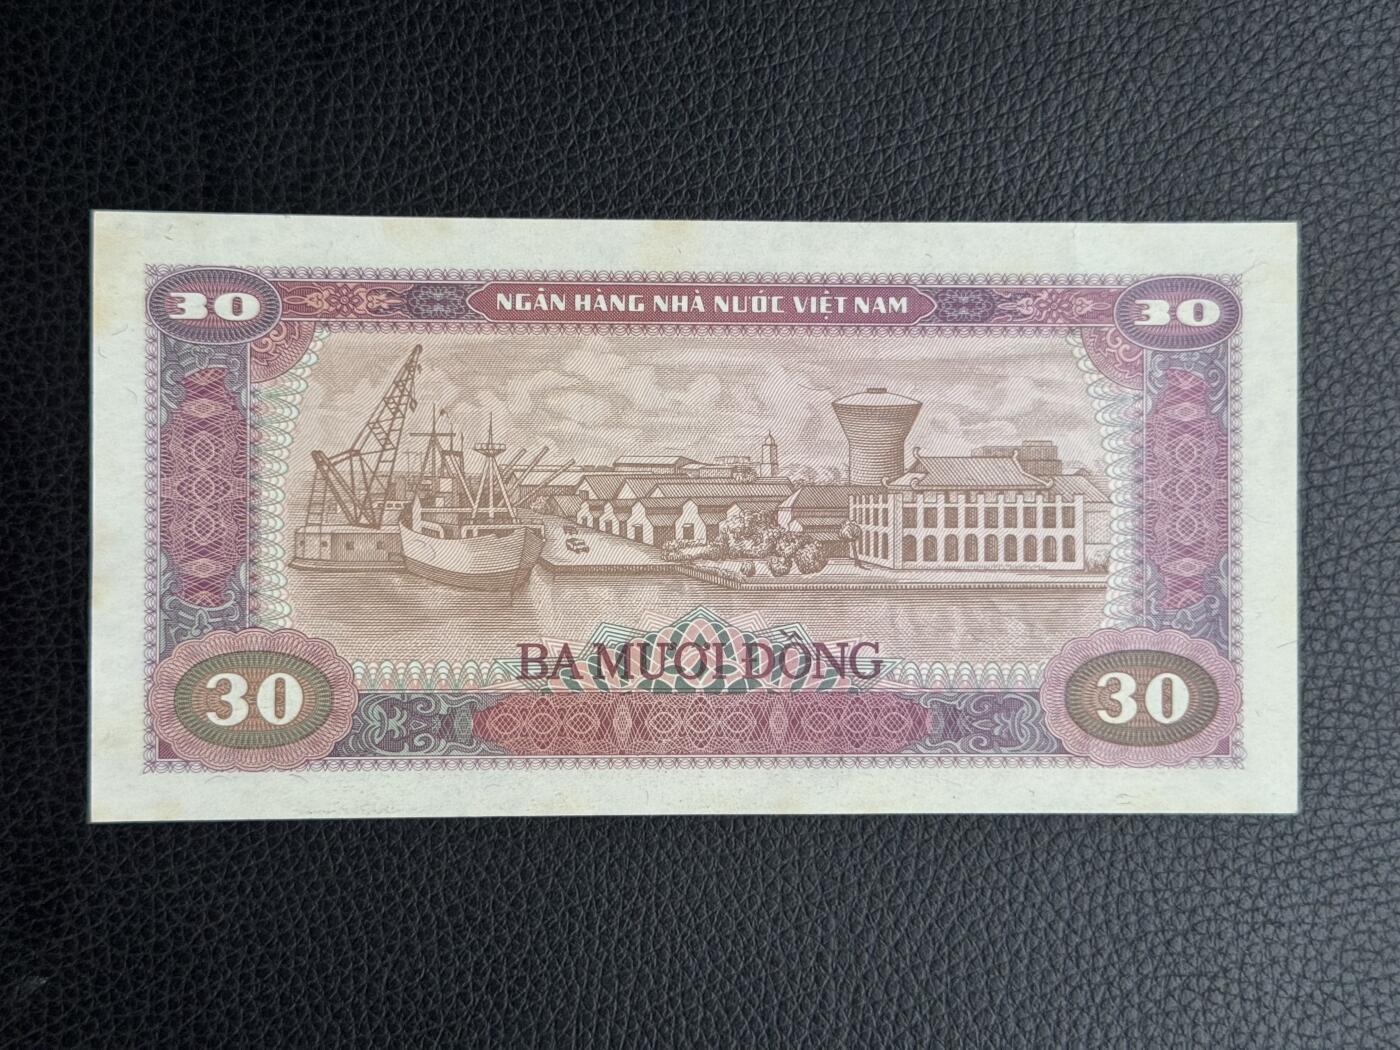 30 NGÂN HÀNG NHÀ NƯỚC VIỆT NAM 30
BA MƯƠI ĐỒNG
30 30